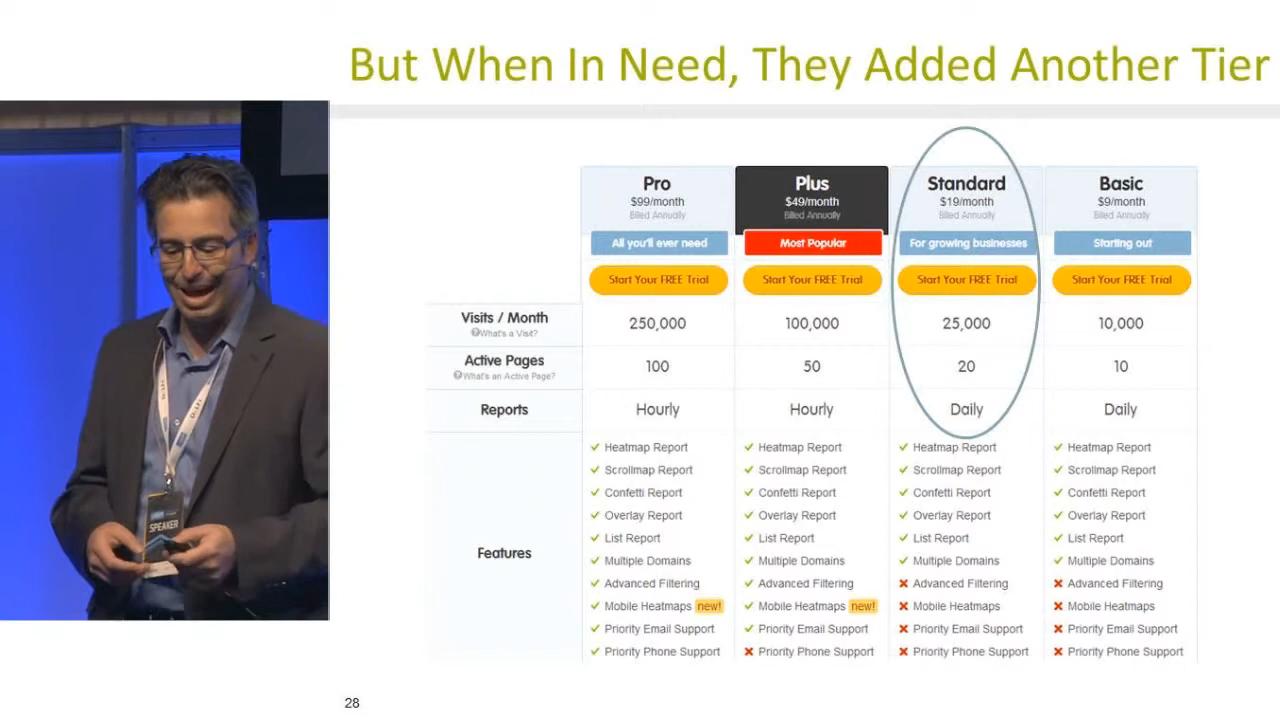 But When In Need, They Added Another Tier
Pro Plus Standard Basic
$99/month $49/month $19/month $9/month
Billed Annually Billed Annually Billed Annually Billed Annually
All you'll ever need Most Popular For growing businesses Starting out
Start Your FREE Trial Start Your FREE Trial Start Your FREE Trial Start Your FREE Trial
Visits / Month 250,000 100,000 25,000 10,000
What's a Visit?
Active Pages 100 50 20 10
What's an Active Page?
Reports Hourly Hourly Daily Daily
Features
✓ Heatmap Report ✓ Heatmap Report ✓ Heatmap Report ✓ Heatmap Report
✓ Scrollmap Report ✓ Scrollmap Report ✓ Scrollmap Report ✓ Scrollmap Report
✓ Confetti Report ✓ Confetti Report ✓ Confetti Report ✓ Confetti Report
✓ Overlay Report ✓ Overlay Report ✓ Overlay Report ✓ Overlay Report
✓ List Report ✓ List Report ✓ List Report ✓ List Report
✓ Multiple Domains ✓ Multiple Domains ✓ Multiple Domains ✓ Multiple Domains
✓ Advanced Filtering ✓ Advanced Filtering ✗ Advanced Filtering ✗ Advanced Filtering
✓ Mobile Heatmaps new! ✓ Mobile Heatmaps new! ✗ Mobile Heatmaps ✗ Mobile Heatmaps
✓ Priority Email Support ✓ Priority Email Support ✗ Priority Email Support ✗ Priority Email Support
✓ Priority Phone Support ✗ Priority Phone Support ✗ Priority Phone Support ✗ Priority Phone Support
SPEAKER
28